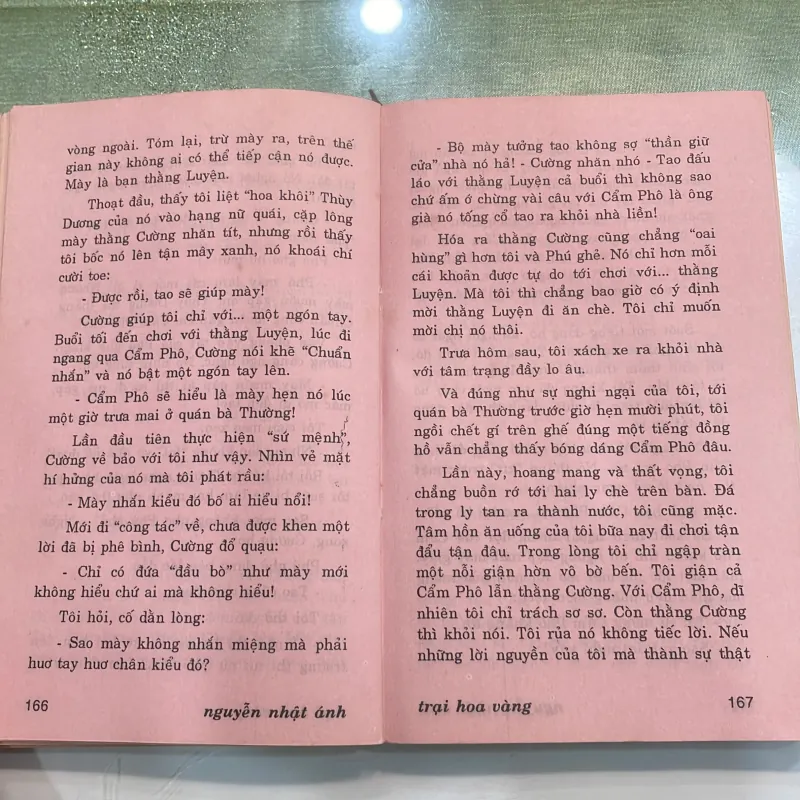 vòng ngoài. Tóm lại, trừ mày ra, trên thế
gian này không ai có thể tiếp cận nó được.
Mày là bạn thằng Luyện.
Thoạt đầu, thấy tôi liệt "hoa khôi" Thùy
Dương của nó vào hạng nữ quái, cặp lông
mày thằng Cường nhăn tít, nhưng rồi thấy
tôi bốc nó lên tận mây xanh, nó khoái chí
cười toe:
- Được rồi, tao sẽ giúp mày!
Cường giúp tôi chỉ với... một ngón tay.
Buổi tối đến chơi với thằng Luyện, lúc đi
ngang qua Cẩm Phô, Cường nói khẽ "Chuẩn
nhấn" và nó bật một ngón tay lên.
- Cẩm Phô sẽ hiểu là mày hẹn nó lúc
một giờ trưa mai ở quán bà Thường!
Lần đầu tiên thực hiện "sứ mệnh",
Cường về bảo với tôi như vậy. Nhìn vẻ mặt
hí hửng của nó mà tôi phát rầu:
- Mày nhấn kiểu đó bố ai hiểu nổi!
Mới đi "công tác" về, chưa được khen một
lời đã bị phê bình, Cường đổ quạu:
- Chỉ có đứa "đầu bò" như mày mới
không hiểu chứ ai mà không hiểu!
Tôi hỏi, cố dằn lòng:
- Sao mày không nhắn miệng mà phải
huơ tay huơ chân kiểu đó?
166
nguyễn nhật ánh
- Bộ mày tưởng tao không sợ "thần giữ
cửa" nhà nó hả! - Cường nhăn nhó - Tao đấu
láo với thằng Luyện cả buổi thì không sao
chứ ấm ớ chừng vài câu với Cẩm Phô là ông
già nó tống cổ tao ra khỏi nhà liền!
Hóa ra thằng Cường cũng chẳng "oai
hùng" gì hơn tôi và Phú ghẻ. Nó chỉ hơn mỗi
cái khoản được tự do tới chơi với... thằng
Luyện. Mà tôi thì chẳng bao giờ có ý định
mời thằng Luyện đi ăn chè. Tôi chỉ muốn
mời chị nó thôi.
Trưa hôm sau, tôi xách xe ra khỏi nhà
với tâm trạng đầy lo âu.
Và đúng như sự nghi ngại của tôi, tới
quán bà Thường trước giờ hẹn mười phút, tôi
ngồi chết gí trên ghế đúng một tiếng đồng
hồ vẫn chẳng thấy bóng dáng Cẩm Phô đâu.
Lần này, hoang mang và thất vọng, tôi
chẳng buồn rớ tới hai ly chè trên bàn. Đá
trong ly tan ra thành nước, tôi cũng mặc.
Tâm hồn ăn uống của tôi bữa nay đi chơi tận
đẩu tận đâu. Trong lòng tôi chỉ ngập tràn
một nỗi giận hờn vô bờ bến. Tôi giận cả
Cẩm Phô lẫn thằng Cường. Với Cẩm Phô, dĩ
nhiên tôi chỉ trách sơ sơ. Còn thằng Cường
thì khỏi nói. Tôi rủa nó không tiếc lời. Nếu
những lời nguyền của tôi mà thành sự thật
trại hoa vàng
167